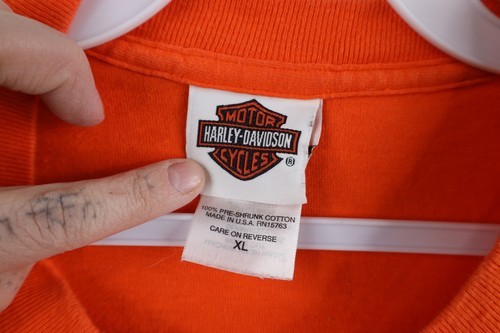 MOTOR
HARLEY-DAVIDSON
CYCLES ®
100% PRE-SHRUNK COTTON
MADE IN U.S.A. RN15763
CARE ON REVERSE
XL